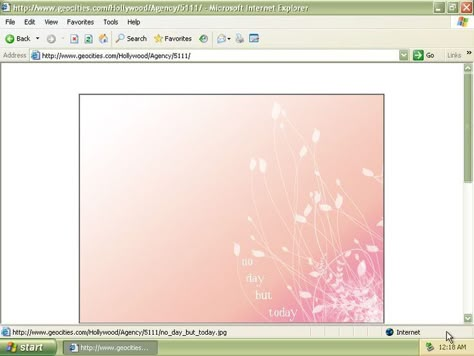 http://www.geocities.com/Hollywood/Agency/5111/ - Microsoft Internet Explorer
File Edit View Favorites Tools Help
Back Search Favorites
Address http://www.geocities.com/Hollywood/Agency/5111/ Go Links
no
day
but
today
http://www.geocities.com/Hollywood/Agency/5111/no_day_but_today.jpg Internet
start http://www.geocities.c... 12:18 AM